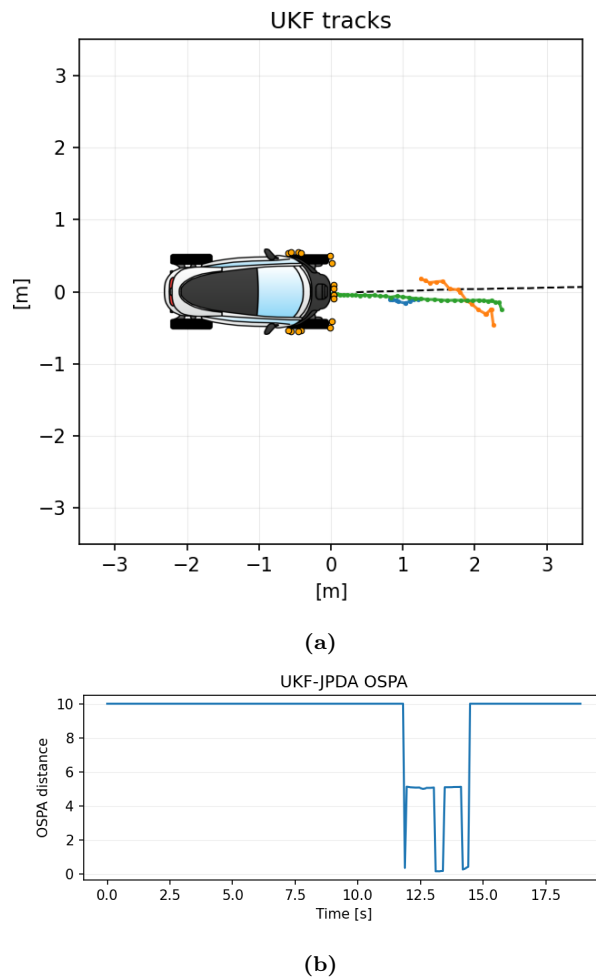 UKF tracks
3
2
1
0
−1
−2
−3
[m]
−3 −2 −1 0 1 2 3
[m]
(a)
UKF-JPDA OSPA
10
8
6
4
2
0
OSPA distance
0.0 2.5 5.0 7.5 10.0 12.5 15.0 17.5
Time [s]
(b)